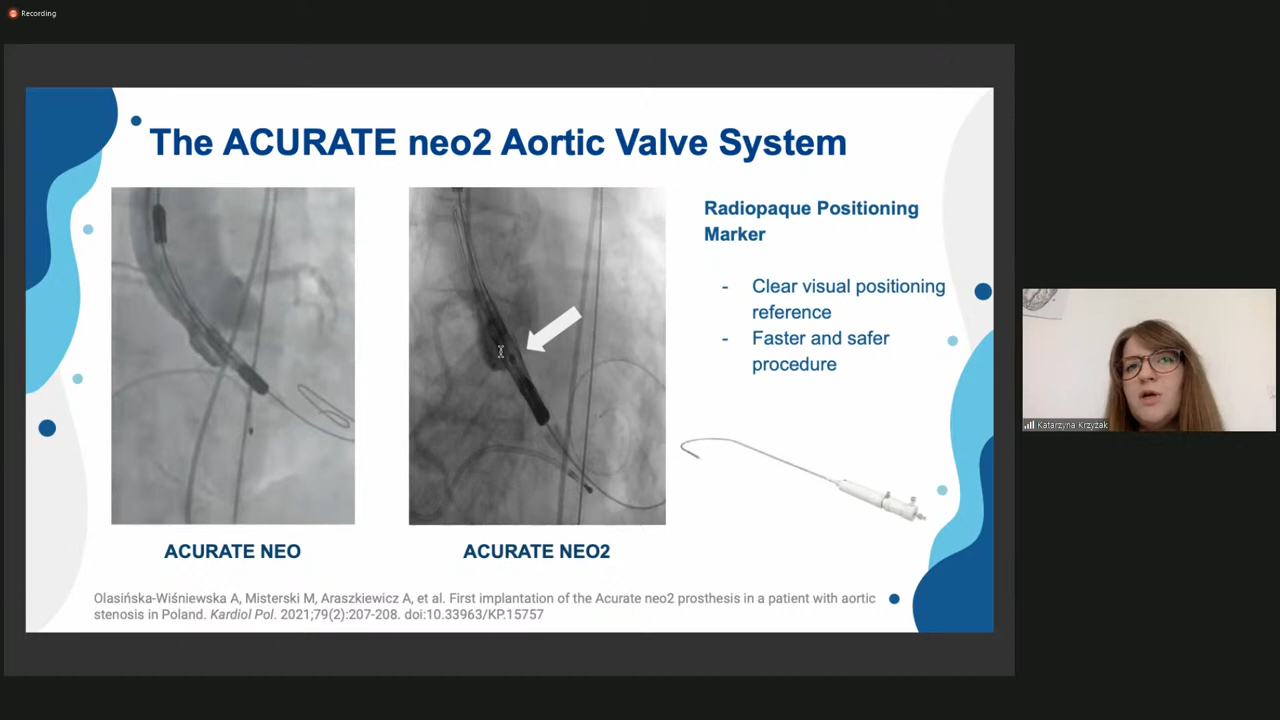 Recording
The ACURATE neo2 Aortic Valve System
Radiopaque Positioning
Marker
- Clear visual positioning
reference
- Faster and safer
procedure
ACURATE NEO
ACURATE NEO2
Olasińska-Wiśniewska A, Misterski M, Araszkiewicz A, et al. First implantation of the Acurate neo2 prosthesis in a patient with aortic
stenosis in Poland. Kardiol Pol. 2021;79(2):207-208. doi:10.33963/KP.15757
Katarzyna Krzyżak